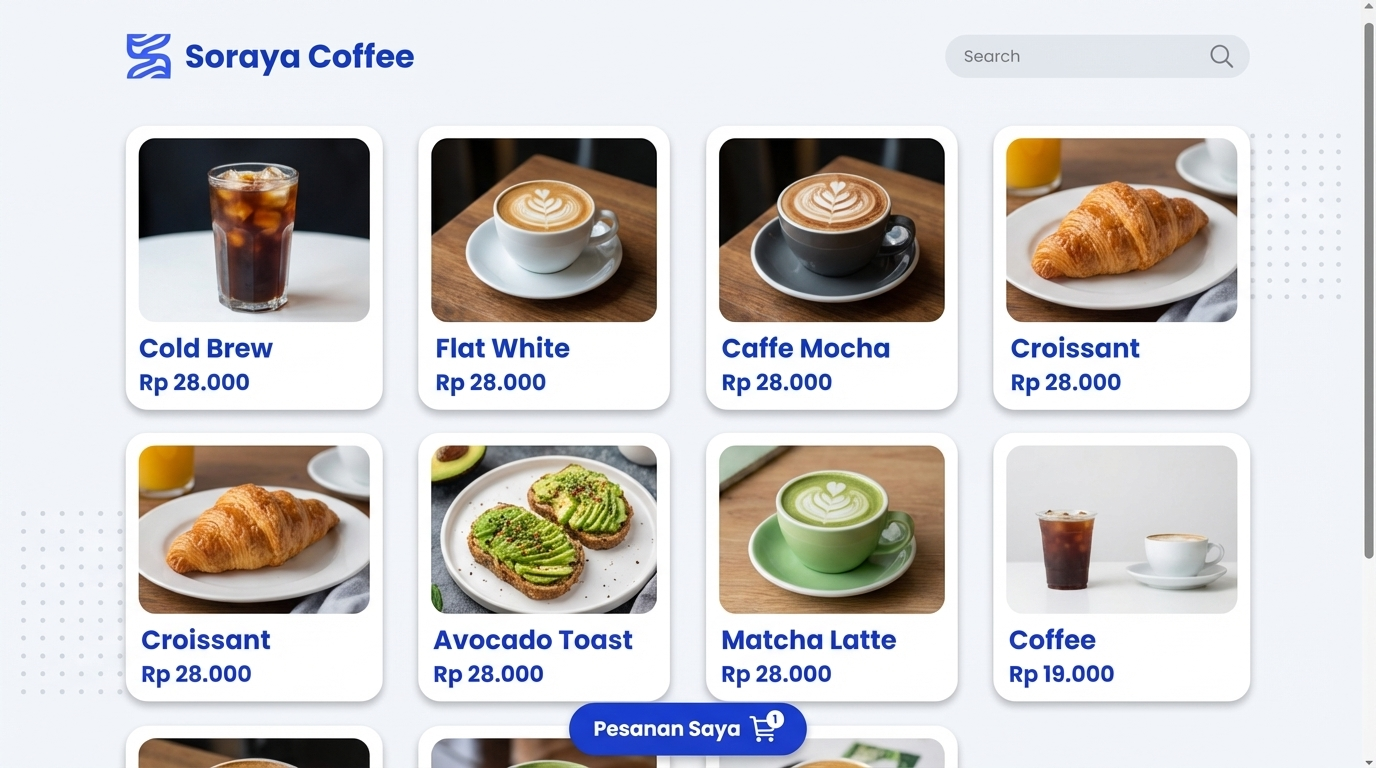 Soraya Coffee
Search
Cold Brew
Rp 28.000
Flat White
Rp 28.000
Caffe Mocha
Rp 28.000
Croissant
Rp 28.000
Croissant
Rp 28.000
Avocado Toast
Rp 28.000
Matcha Latte
Rp 28.000
Coffee
Rp 19.000
Pesanan Saya 1